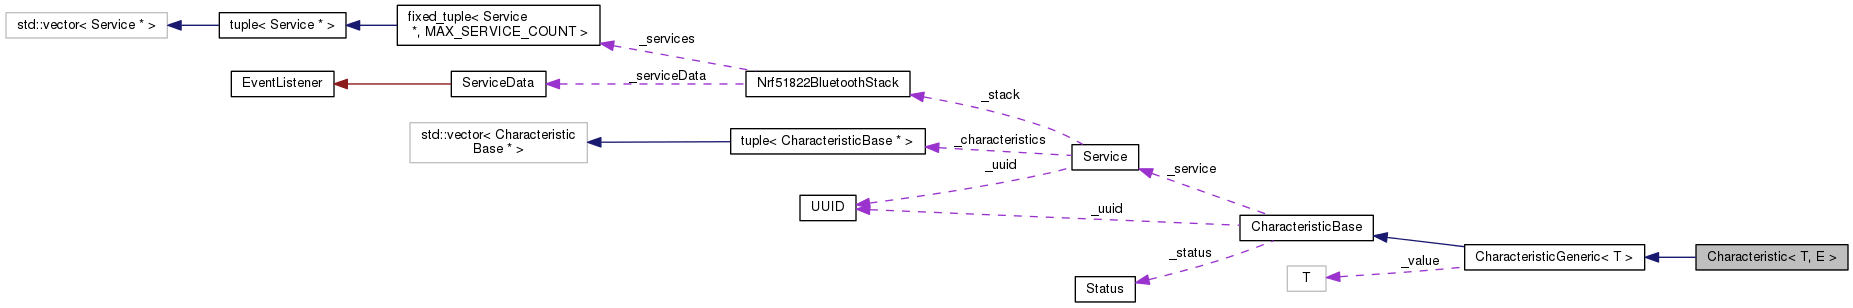 std::vector< Service * >
tuple< Service * >
fixed_tuple< Service
*, MAX_SERVICE_COUNT >
_services
EventListener
ServiceData
_serviceData
Nrf51822BluetoothStack
_stack
std::vector< Characteristic
Base * >
tuple< CharacteristicBase * >
_characteristics
Service
_uuid
_service
UUID
_uuid
CharacteristicBase
_status
Status
T
_value
CharacteristicGeneric< T >
Characteristic< T, E >